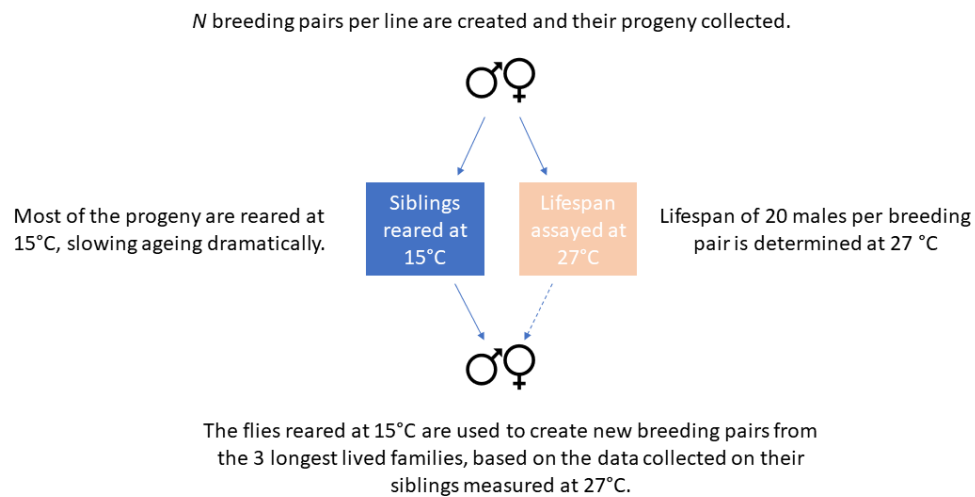 N breeding pairs per line are created and their progeny collected.
Most of the progeny are reared at
15°C, slowing ageing dramatically.
Siblings
reared at
15°C
Lifespan
assayed at
27°C
Lifespan of 20 males per breeding
pair is determined at 27 °C
The flies reared at 15°C are used to create new breeding pairs from
the 3 longest lived families, based on the data collected on their
siblings measured at 27°C.